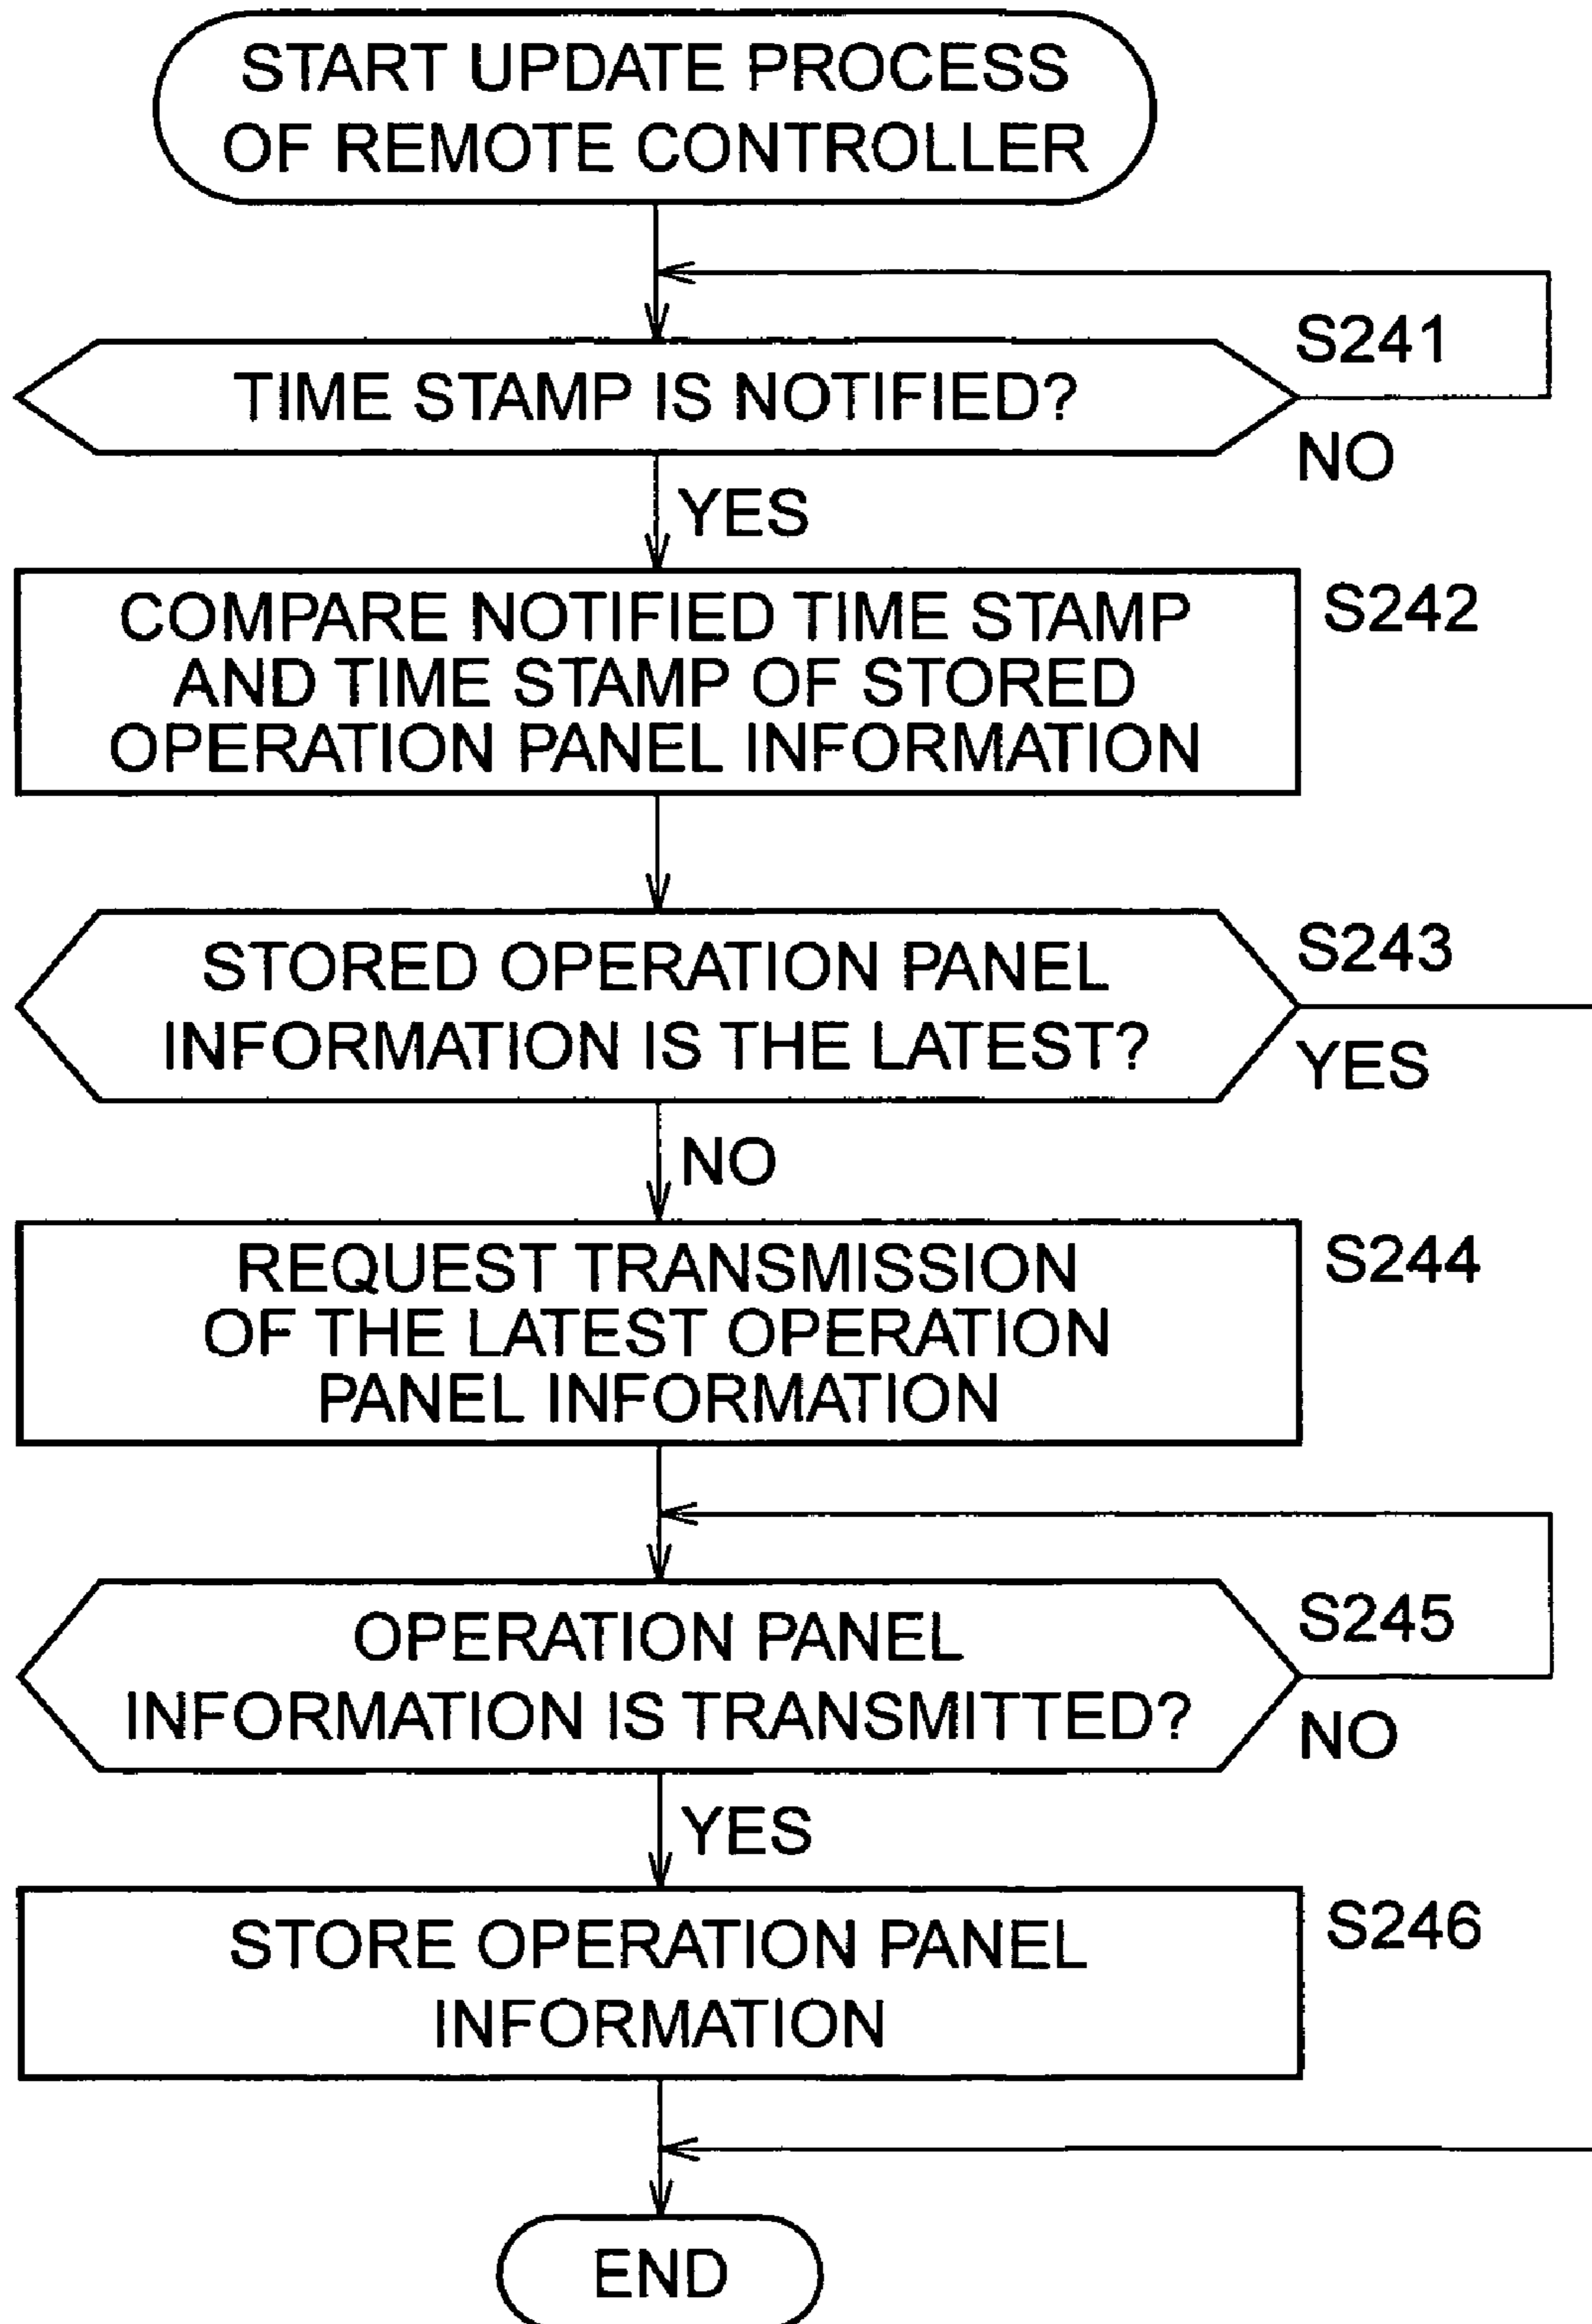 START UPDATE PROCESS
OF REMOTE CONTROLLER
S241
TIME STAMP IS NOTIFIED?
NO
YES
COMPARE NOTIFIED TIME STAMP
AND TIME STAMP OF STORED
OPERATION PANEL INFORMATION
S242
STORED OPERATION PANEL
INFORMATION IS THE LATEST?
S243
YES
NO
REQUEST TRANSMISSION
OF THE LATEST OPERATION
PANEL INFORMATION
S244
OPERATION PANEL
INFORMATION IS TRANSMITTED?
S245
NO
YES
STORE OPERATION PANEL
INFORMATION
S246
END